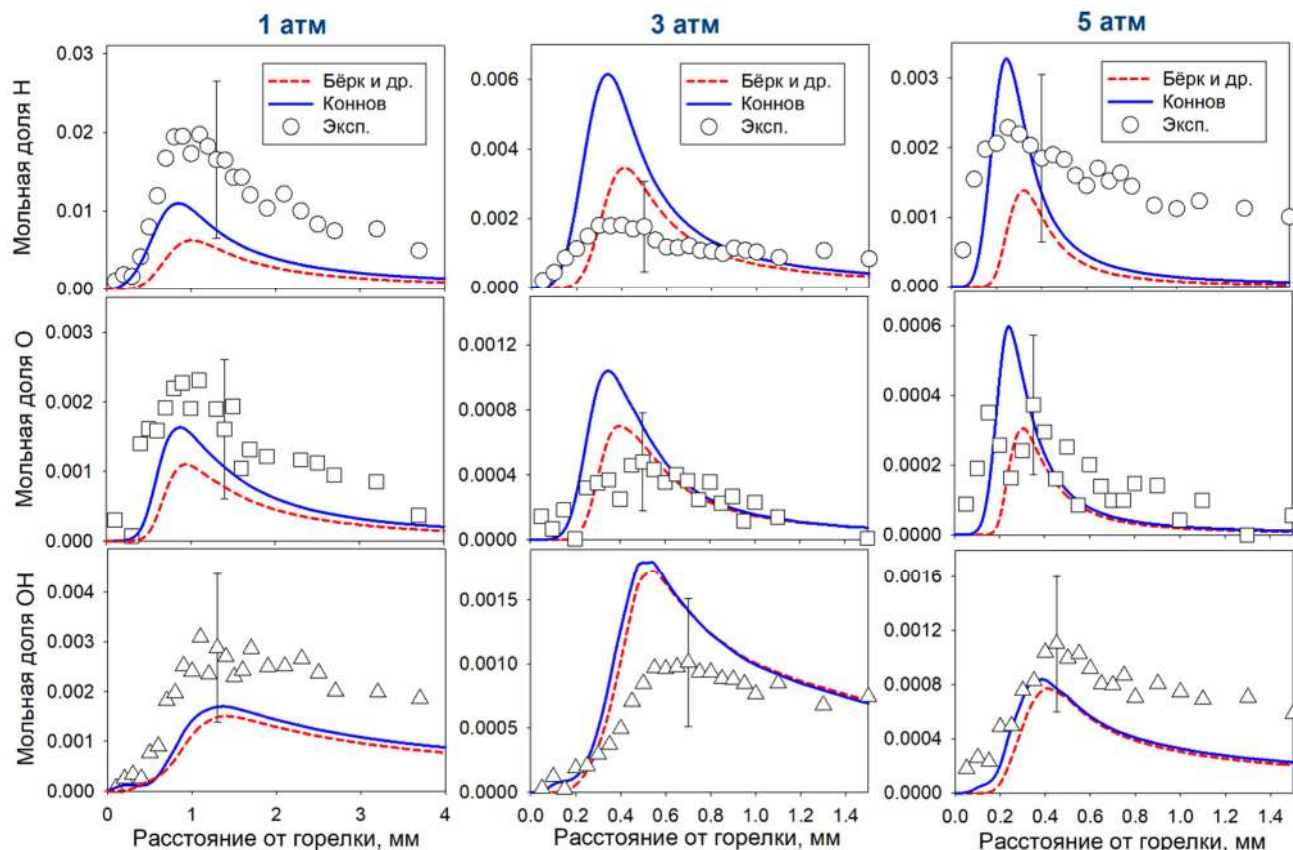 1 атм
3 атм
5 атм
Мольная доля H
0.03
0.02
0.01
0.00
Бёрк и др.
Коннов
Эксп.
0.006
0.004
0.002
0.000
Бёрк и др.
Коннов
Эксп.
0.003
0.002
0.001
0.000
Бёрк и др.
Коннов
Эксп.
Мольная доля O
0.003
0.002
0.001
0.000
0.0012
0.0008
0.0004
0.0000
0.0006
0.0004
0.0002
0.0000
Мольная доля OH
0.004
0.003
0.002
0.001
0.000
0.0015
0.0010
0.0005
0.000
0.0016
0.0012
0.0008
0.0004
0.0000
0 1 2 3 4
0.0 0.2 0.4 0.6 0.8 1.0 1.2 1.4
0.0 0.2 0.4 0.6 0.8 1.0 1.2 1.4
Расстояние от горелки, мм
Расстояние от горелки, мм
Расстояние от горелки, мм